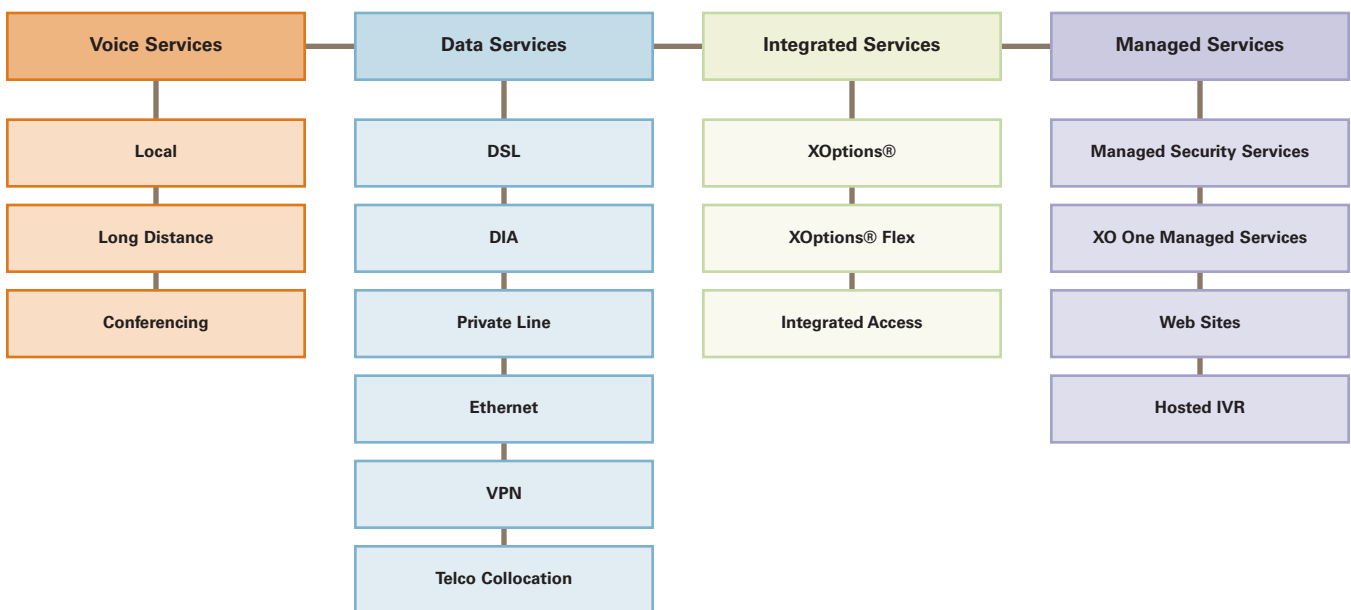 Voice Services
Data Services
Integrated Services
Managed Services
Local
Long Distance
Conferencing
DSL
DIA
Private Line
Ethernet
VPN
Telco Collocation
XOptions®
XOptions® Flex
Integrated Access
Managed Security Services
XO One Managed Services
Web Sites
Hosted IVR